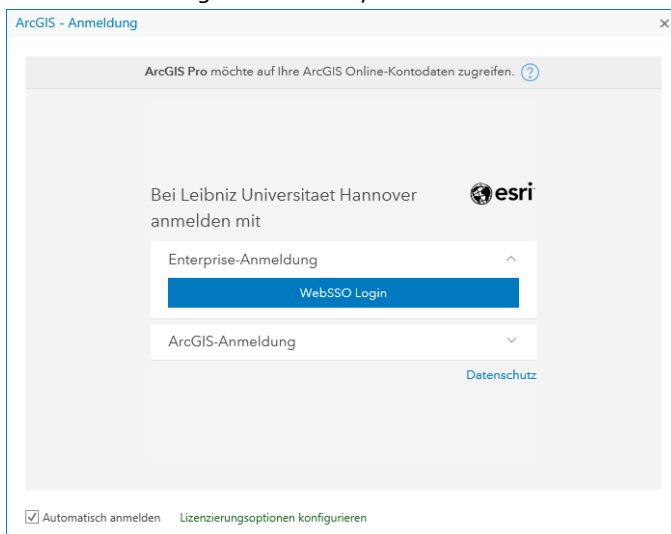 ArcGIS - Anmeldung
ArcGIS Pro möchte auf Ihre ArcGIS Online-Kontodaten zugreifen. ?
Bei Leibniz Universitaet Hannover
anmelden mit
esri
Enterprise-Anmeldung
WebSSO Login
ArcGIS-Anmeldung
Datenschutz
Automatisch anmelden Lizenzierungsoptionen konfigurieren